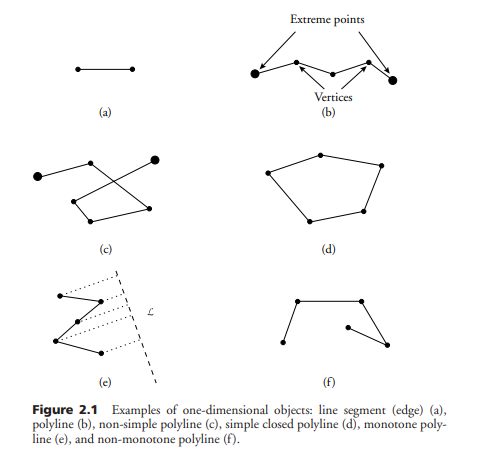 Extreme points
Vertices
(a)
(b)
(c)
(d)
ℒ
(e)
(f)
Figure 2.1 Examples of one-dimensional objects: line segment (edge) (a),
polyline (b), non-simple polyline (c), simple closed polyline (d), monotone poly-
line (e), and non-monotone polyline (f).